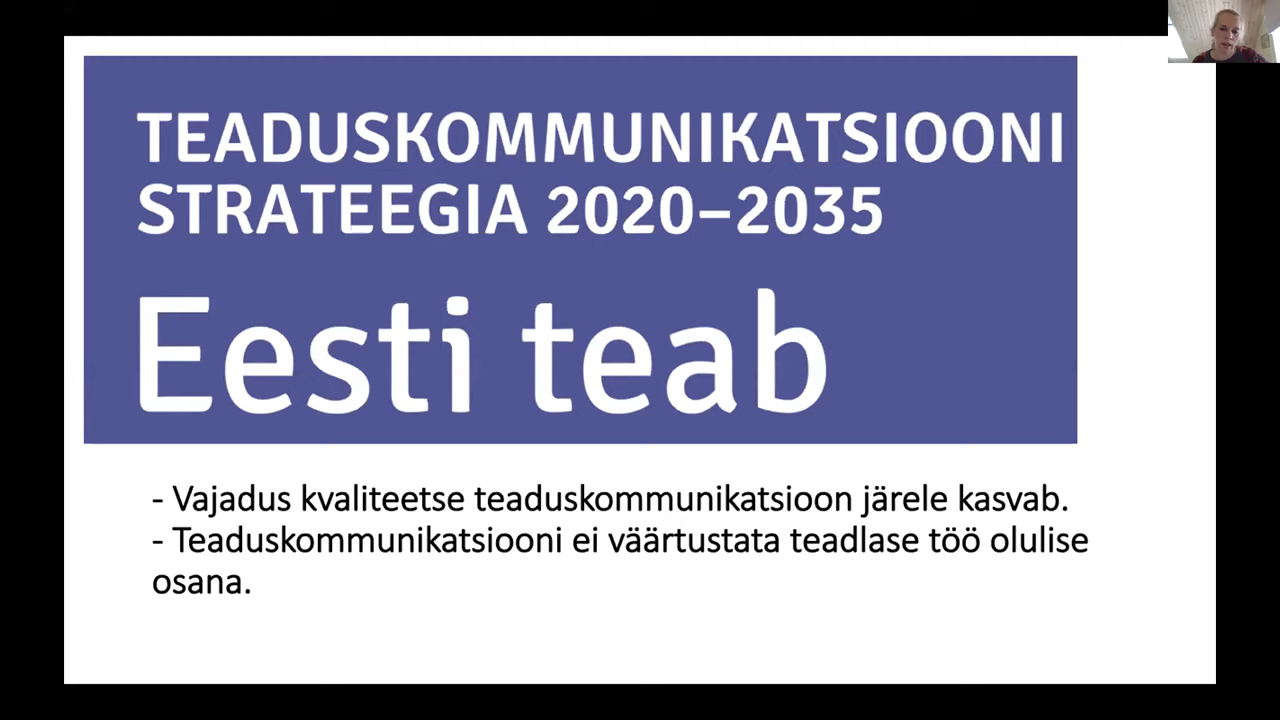 TEADUSKOMMUNIKATSIOONI
STRATEEGIA 2020–2035
Eesti teab
- Vajadus kvaliteetse teaduskommunikatsioon järele kasvab.
- Teaduskommunikatsiooni ei väärtustata teadlase töö olulise
osana.